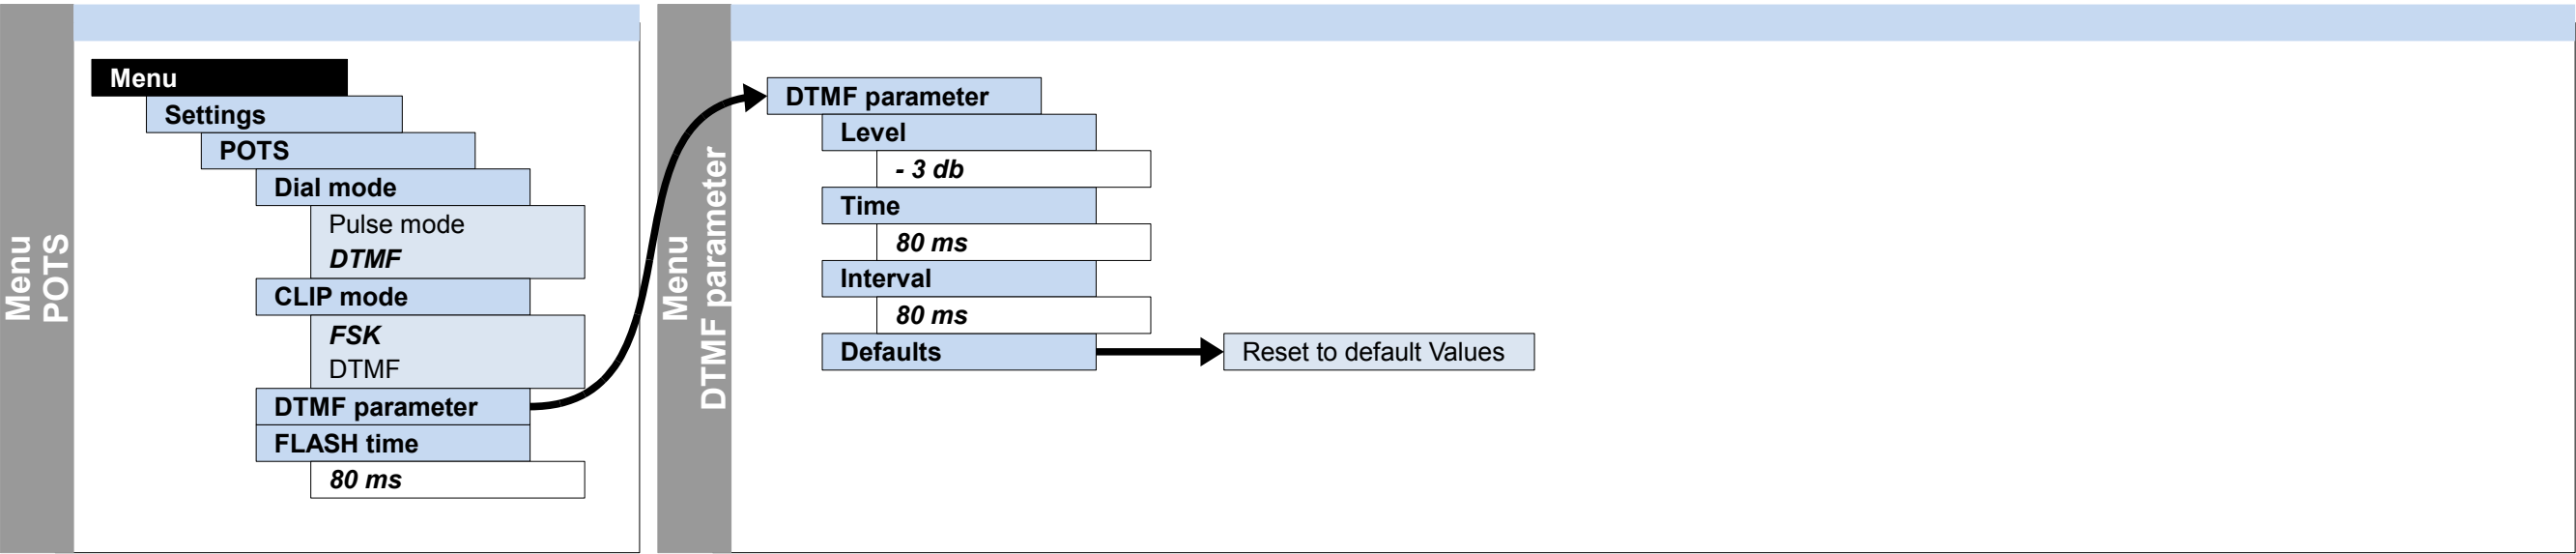 Menu
POTS
Menu
Settings
POTS
Dial mode
Pulse mode
DTMF
CLIP mode
FSK
DTMF
DTMF parameter
FLASH time
80 ms
Menu
DTMF parameter
DTMF parameter
Level
- 3 db
Time
80 ms
Interval
80 ms
Defaults
Reset to default Values